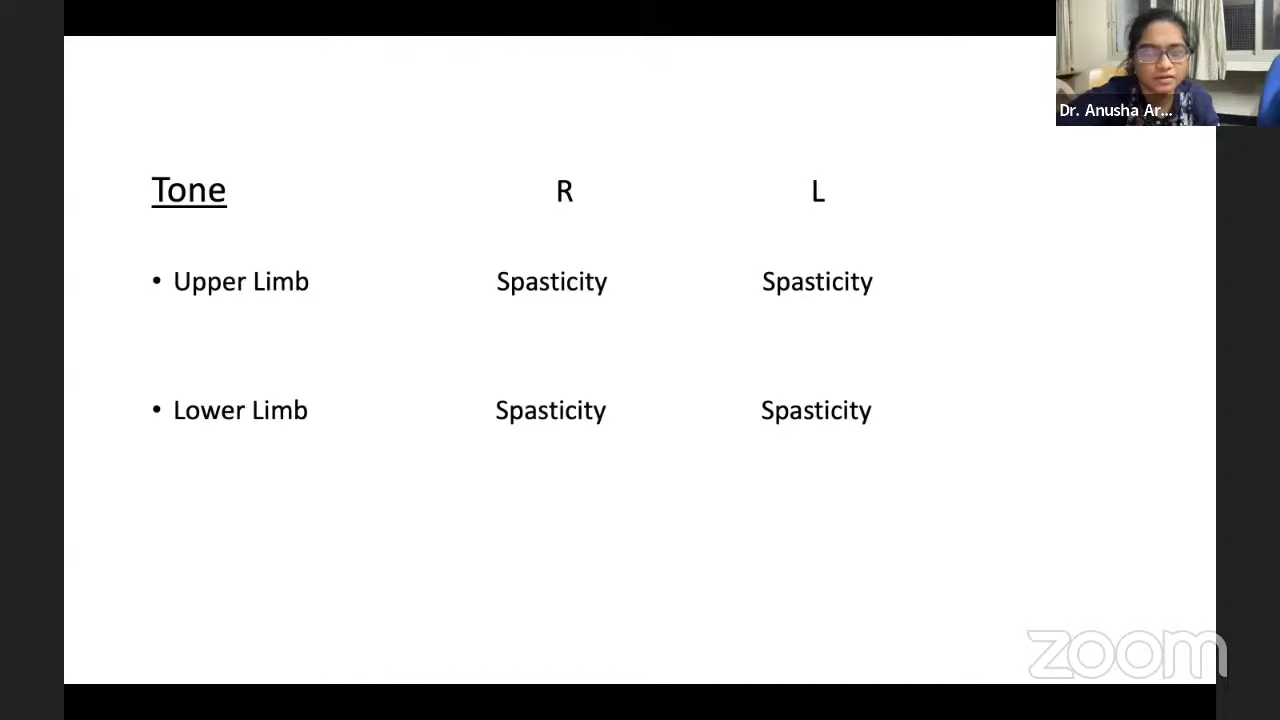 Dr. Anusha Ar...
Tone R L
• Upper Limb Spasticity Spasticity
• Lower Limb Spasticity Spasticity
zoom